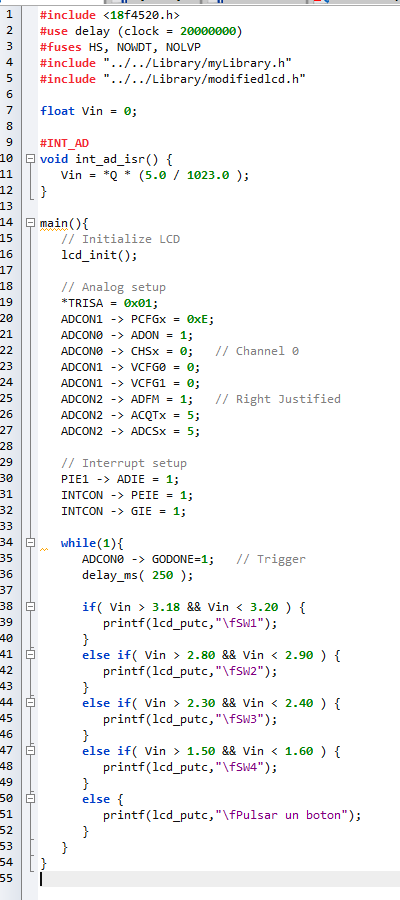 1 #include <18f4520.h>
2 #use delay (clock = 20000000)
3 #fuses HS, NOWDT, NOLVP
4 #include "../../Library/myLibrary.h"
5 #include "../../Library/modifiedlcd.h"
6
7 float Vin = 0;
8
9 #INT_AD
10 void int_ad_isr() {
11    Vin = *Q * (5.0 / 1023.0 );
12 }
13
14 main(){
15    // Initialize LCD
16    lcd_init();
17
18    // Analog setup
19    *TRISA = 0x01;
20    ADCON1 -> PCFGx = 0xE;
21    ADCON0 -> ADON = 1;
22    ADCON0 -> CHSx = 0;   // Channel 0
23    ADCON1 -> VCFG0 = 0;
24    ADCON1 -> VCFG1 = 0;
25    ADCON2 -> ADFM = 1;   // Right Justified
26    ADCON2 -> ACQTx = 5;
27    ADCON2 -> ADCSx = 5;
28
29    // Interrupt setup
30    PIE1 -> ADIE = 1;
31    INTCON -> PEIE = 1;
32    INTCON -> GIE = 1;
33
34    while(1){
35       ADCON0 -> GODONE=1;   // Trigger
36       delay_ms( 250 );
37
38       if( Vin > 3.18 && Vin < 3.20 ) {
39          printf(lcd_putc,"\fSW1");
40       }
41       else if( Vin > 2.80 && Vin < 2.90 ) {
42          printf(lcd_putc,"\fSW2");
43       }
44       else if( Vin > 2.30 && Vin < 2.40 ) {
45          printf(lcd_putc,"\fSW3");
46       }
47       else if( Vin > 1.50 && Vin < 1.60 ) {
48          printf(lcd_putc,"\fSW4");
49       }
50       else {
51          printf(lcd_putc,"\fPulsar un boton");
52       }
53    }
54 }
55